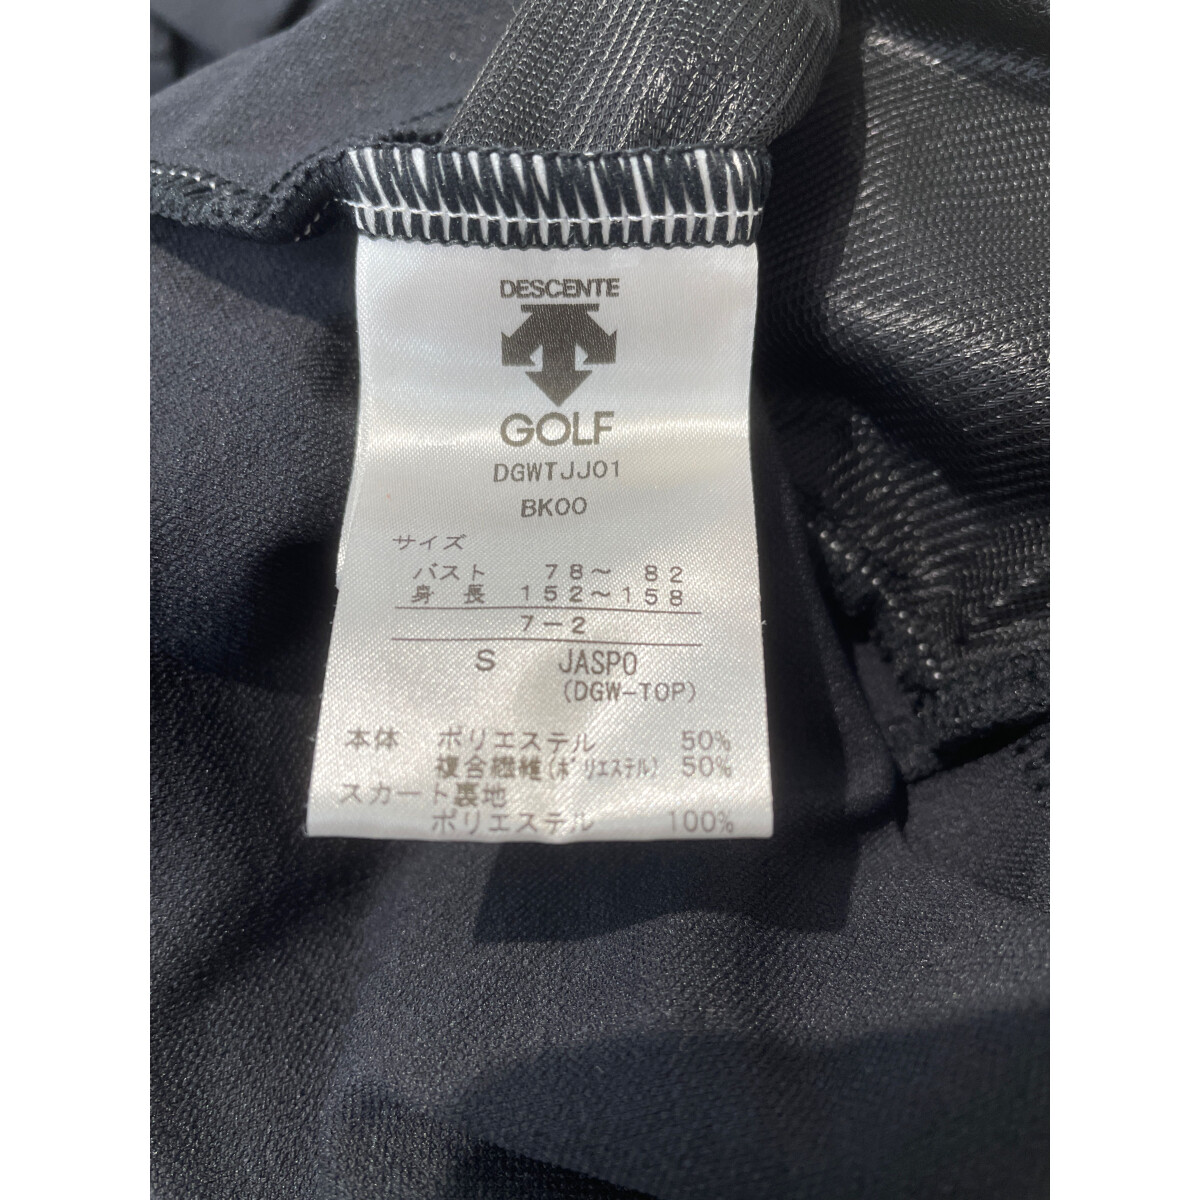 DESCENTE
GOLF
DGWTJJ01
BK00
サイズ
バスト 78～ 82
身 長 152～158
7－2
S JASPO
(DGW-TOP)
本体 ポリエステル 50%
複合繊維(ﾎﾟﾘｴｽﾃﾙ) 50%
スカート裏地
ポリエステル 100%